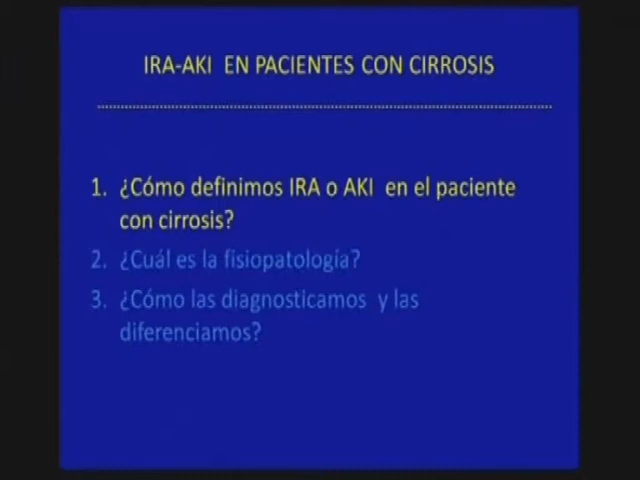 IRA-AKI EN PACIENTES CON CIRROSIS
1. ¿Cómo definimos IRA o AKI en el paciente
con cirrosis?
2. ¿Cuál es la fisiopatología?
3. ¿Cómo las diagnosticamos y las
diferenciamos?